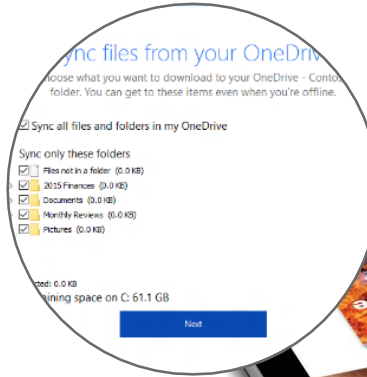 ync files from your OneDriv
hoose what you want to download to your OneDrive - Contos
folder. You can get to these items even when you're offline.
Sync all files and folders in my OneDrive
Sync only these folders
Files not in a folder (0.0 KB)
2015 Finances (0.0 KB)
Documents (0.0 KB)
Monthly Reviews (0.0 KB)
Pictures (0.0 KB)
cted: 0.0 KB
aining space on C: 61.1 GB
Next